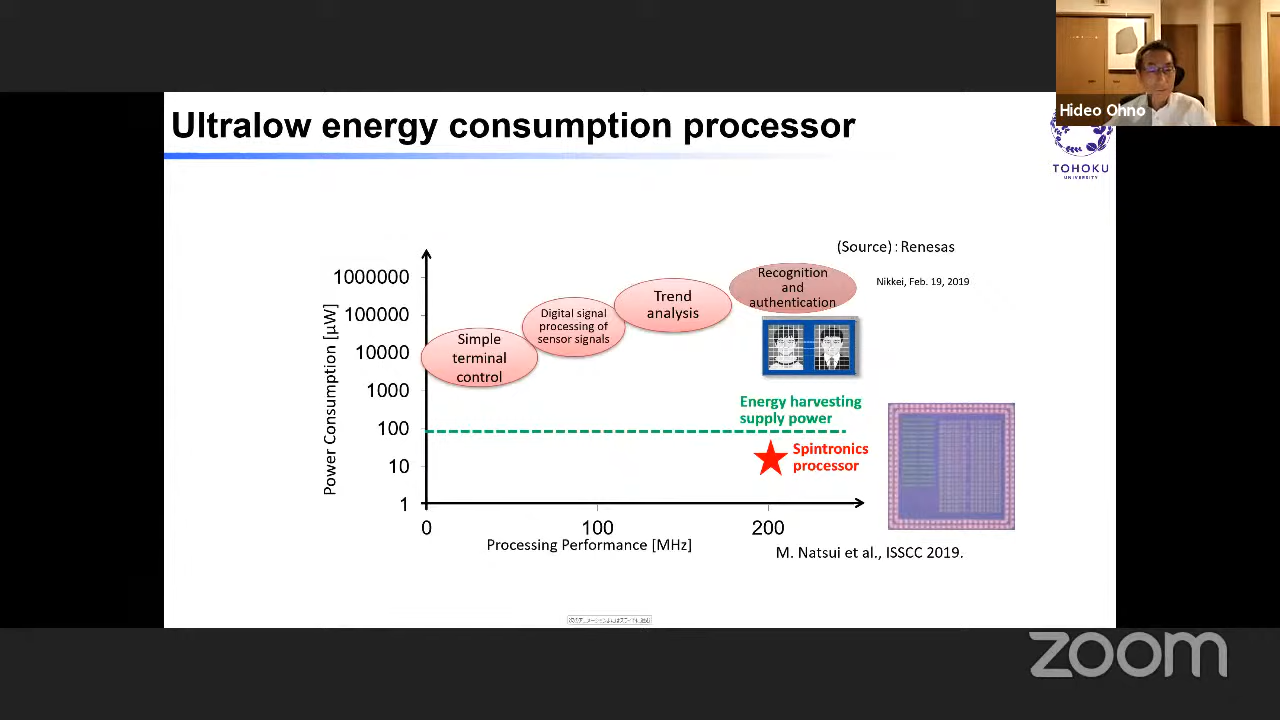 Hideo Ohno
Ultralow energy consumption processor
TOHOKU
UNIVERSITY
(Source) : Renesas
Nikkei, Feb. 19, 2019
Power Consumption [μW]
1000000
100000
10000
1000
100
10
1
Simple
terminal
control
Digital signal
processing of
sensor signals
Trend
analysis
Recognition
and
authentication
Energy harvesting
supply power
Spintronics
processor
0
100
200
Processing Performance [MHz]
M. Natsui et al., ISSCC 2019.
zoom